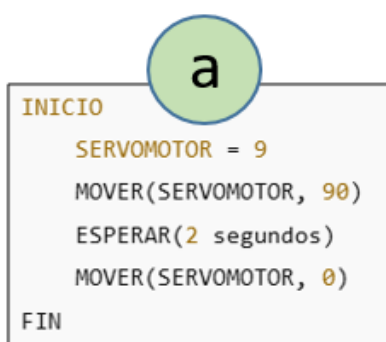 a
INICIO
SERVOMOTOR = 9
MOVER(SERVOMOTOR, 90)
ESPERAR(2 segundos)
MOVER(SERVOMOTOR, 0)
FIN